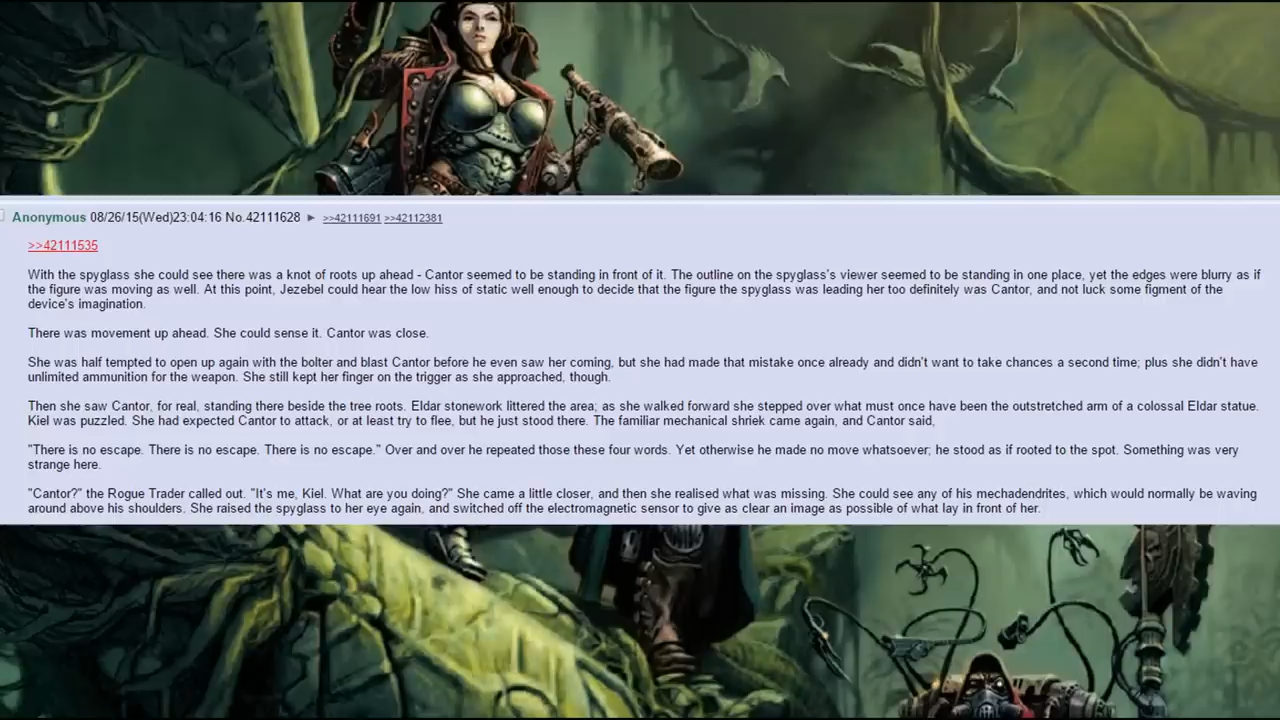 Anonymous 08/26/15(Wed)23:04:16 No.42111628 ► >>42111691 >>42112381
>>42111535
With the spyglass she could see there was a knot of roots up ahead - Cantor seemed to be standing in front of it. The outline on the spyglass's viewer seemed to be standing in one place, yet the edges were blurry as if
the figure was moving as well. At this point, Jezebel could hear the low hiss of static well enough to decide that the figure the spyglass was leading her too definitely was Cantor, and not luck some figment of the
device's imagination.
There was movement up ahead. She could sense it. Cantor was close.
She was half tempted to open up again with the bolter and blast Cantor before he even saw her coming, but she had made that mistake once already and didn't want to take chances a second time; plus she didn't have
unlimited ammunition for the weapon. She still kept her finger on the trigger as she approached, though.
Then she saw Cantor, for real, standing there beside the tree roots. Eldar stonework littered the area; as she walked forward she stepped over what must once have been the outstretched arm of a colossal Eldar statue.
Kiel was puzzled. She had expected Cantor to attack, or at least try to flee, but he just stood there. The familiar mechanical shriek came again, and Cantor said,
"There is no escape. There is no escape. There is no escape." Over and over he repeated those these four words. Yet otherwise he made no move whatsoever; he stood as if rooted to the spot. Something was very
strange here.
"Cantor?" the Rogue Trader called out. "It's me, Kiel. What are you doing?" She came a little closer, and then she realised what was missing. She could see any of his mechadendrites, which would normally be waving
around above his shoulders. She raised the spyglass to her eye again, and switched off the electromagnetic sensor to give as clear an image as possible of what lay in front of her.